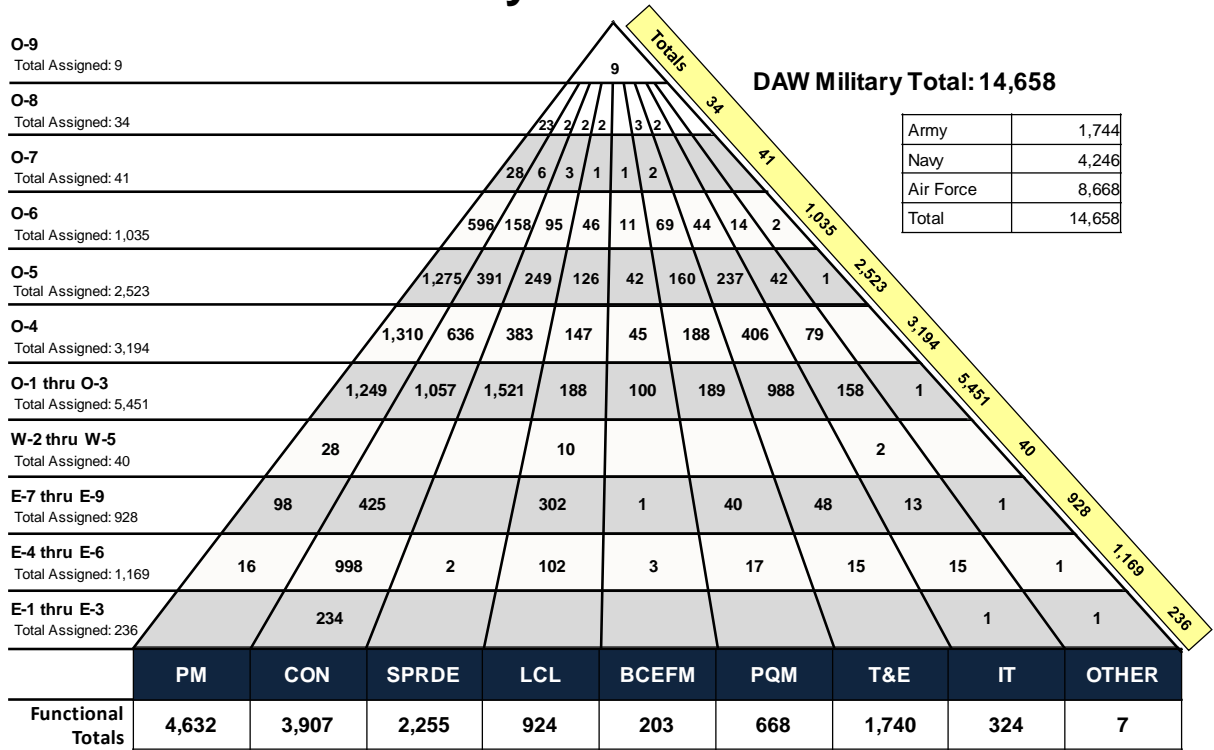 Totals
O-9
Total Assigned: 9
9
DAW Military Total: 14,658
O-8
Total Assigned: 34
23 2 2 2 3 2
34
Army 1,744
Navy 4,246
Air Force 8,668
Total 14,658
O-7
Total Assigned: 41
28 6 3 1 1 2
41
O-6
Total Assigned: 1,035
596 158 95 46 11 69 44 14 2
1,035
O-5
Total Assigned: 2,523
1,275 391 249 126 42 160 237 42 1
2,523
O-4
Total Assigned: 3,194
1,310 636 383 147 45 188 406 79
3,194
O-1 thru O-3
Total Assigned: 5,451
1,249 1,057 1,521 188 100 189 988 158 1
5,451
W-2 thru W-5
Total Assigned: 40
28 10 2
40
E-7 thru E-9
Total Assigned: 928
98 425 302 1 40 48 13 1
928
E-4 thru E-6
Total Assigned: 1,169
16 998 2 102 3 17 15 15 1
1,169
E-1 thru E-3
Total Assigned: 236
234 1 1
236
PM CON SPRDE LCL BCEFM PQM T&E IT OTHER
Functional
Totals
4,632 3,907 2,255 924 203 668 1,740 324 7